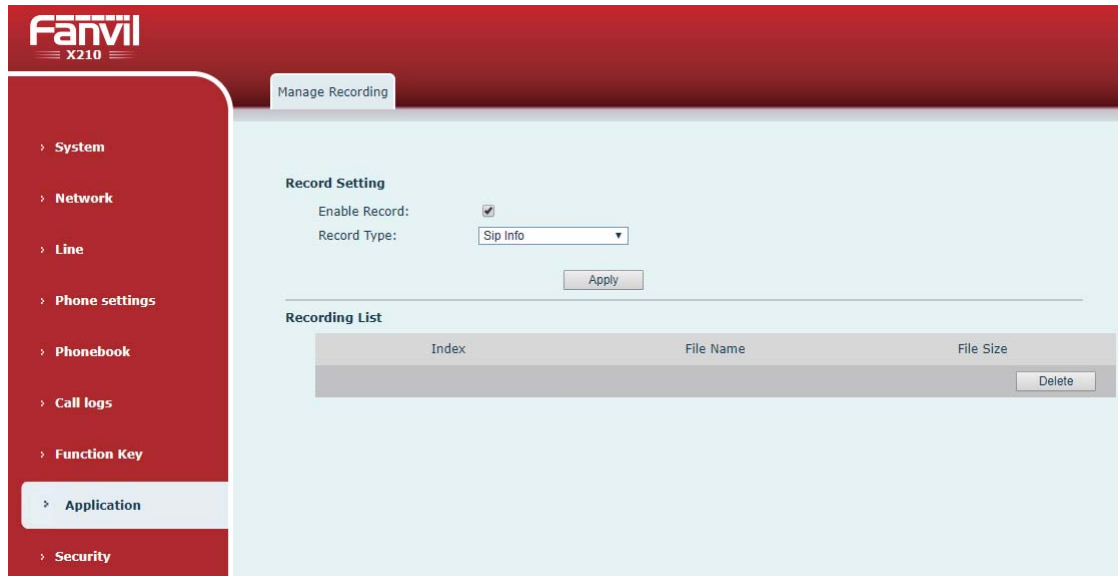 Fanvil
X210
Manage Recording
› System
› Network
› Line
› Phone settings
› Phonebook
› Call logs
› Function Key
› Application
› Security
Record Setting
Enable Record:
Record Type: Sip Info
Apply
Recording List
Index File Name File Size
Delete